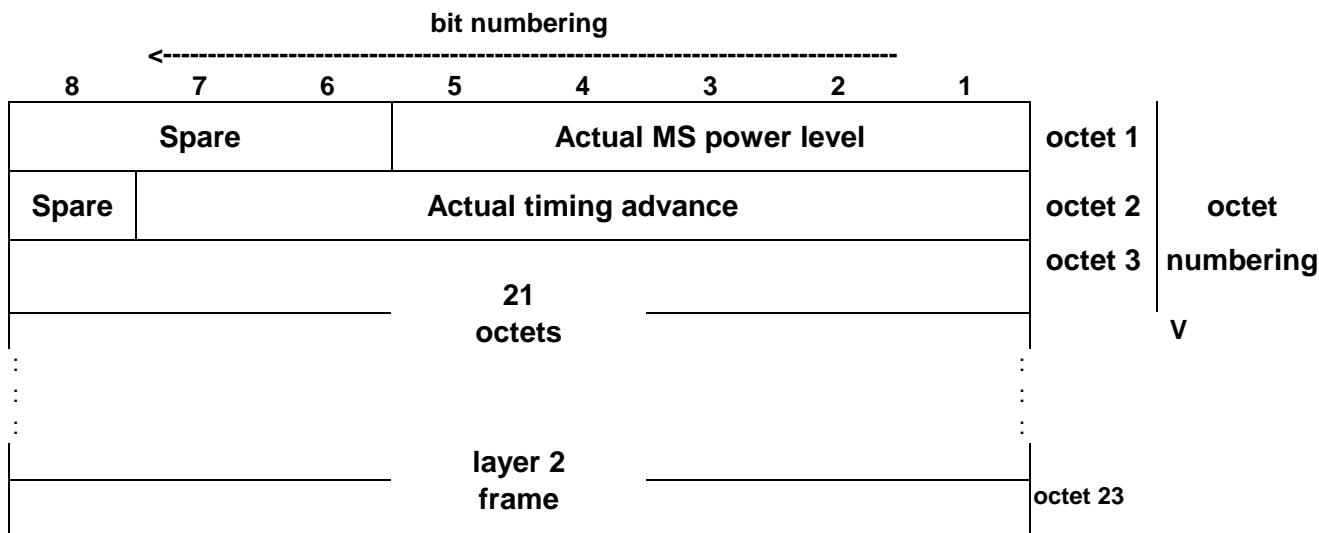 bit numbering
<--------------------------------------------------------------------------------
8 7 6 5 4 3 2 1
Spare Actual MS power level octet 1
Spare Actual timing advance octet 2 octet
octet 3 numbering
21
octets V
: :
: :
: :
layer 2
frame octet 23